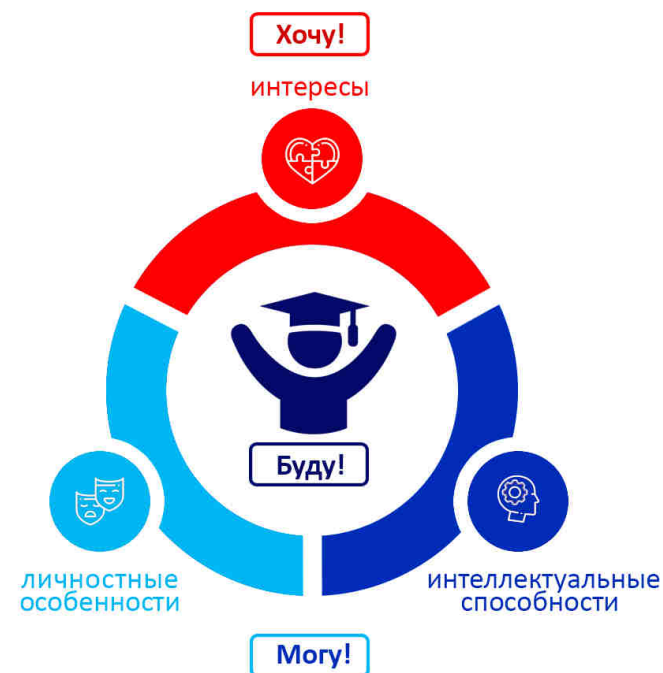 Хочу!
интересы
Буду!
личностные
особенности
интеллектуальные
способности
Могу!